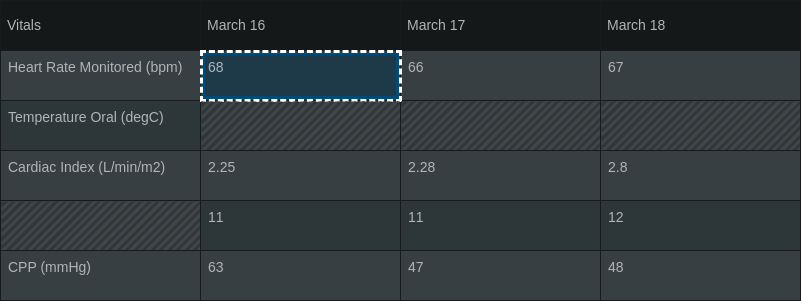 Vitals March 16 March 17 March 18
Heart Rate Monitored (bpm) 68 66 67
Temperature Oral (degC)
Cardiac Index (L/min/m2) 2.25 2.28 2.8
11 11 12
CPP (mmHg) 63 47 48